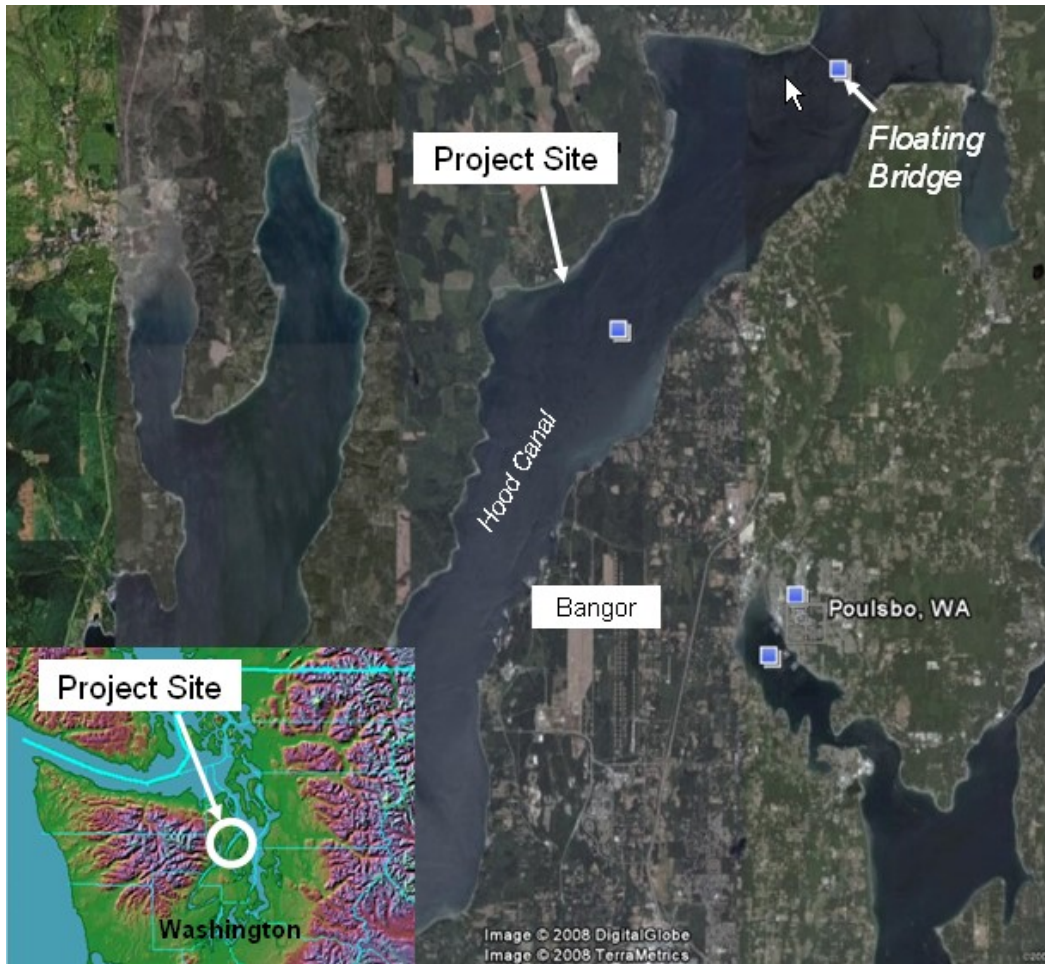 Project Site
Floating
Bridge
Hood Canal
Bangor
Poulsbo, WA
Project Site
Washington
Image © 2008 DigitalGlobe
Image © 2008 TerraMetrics